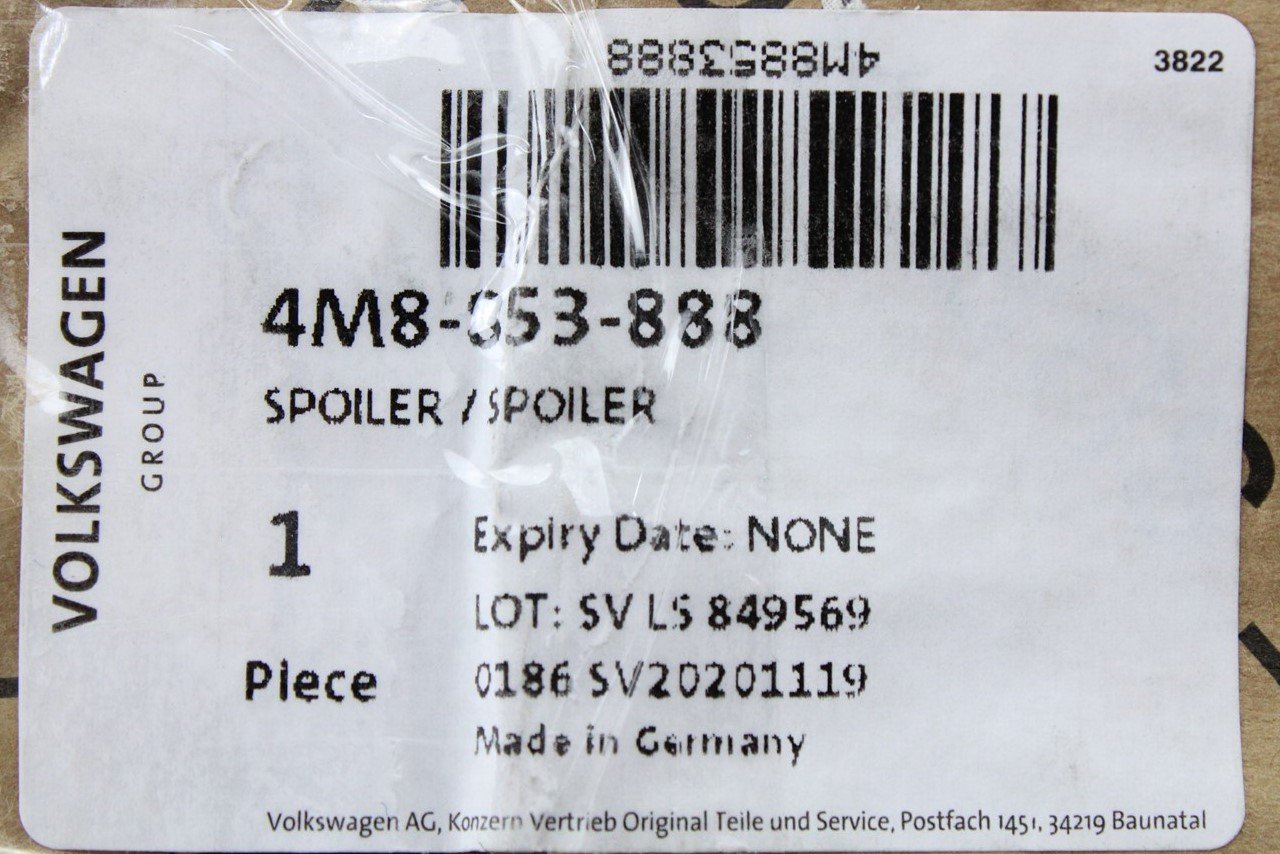 4M8853888
3822
VOLKSWAGEN
GROUP
4M8-853-888
SPOILER / SPOILER
1
Piece
Expiry Date: NONE
LOT: SV LS 849569
0186 SV20201119
Made in Germany
Volkswagen AG, Konzern Vertrieb Original Teile und Service, Postfach 1451, 34219 Baunatal